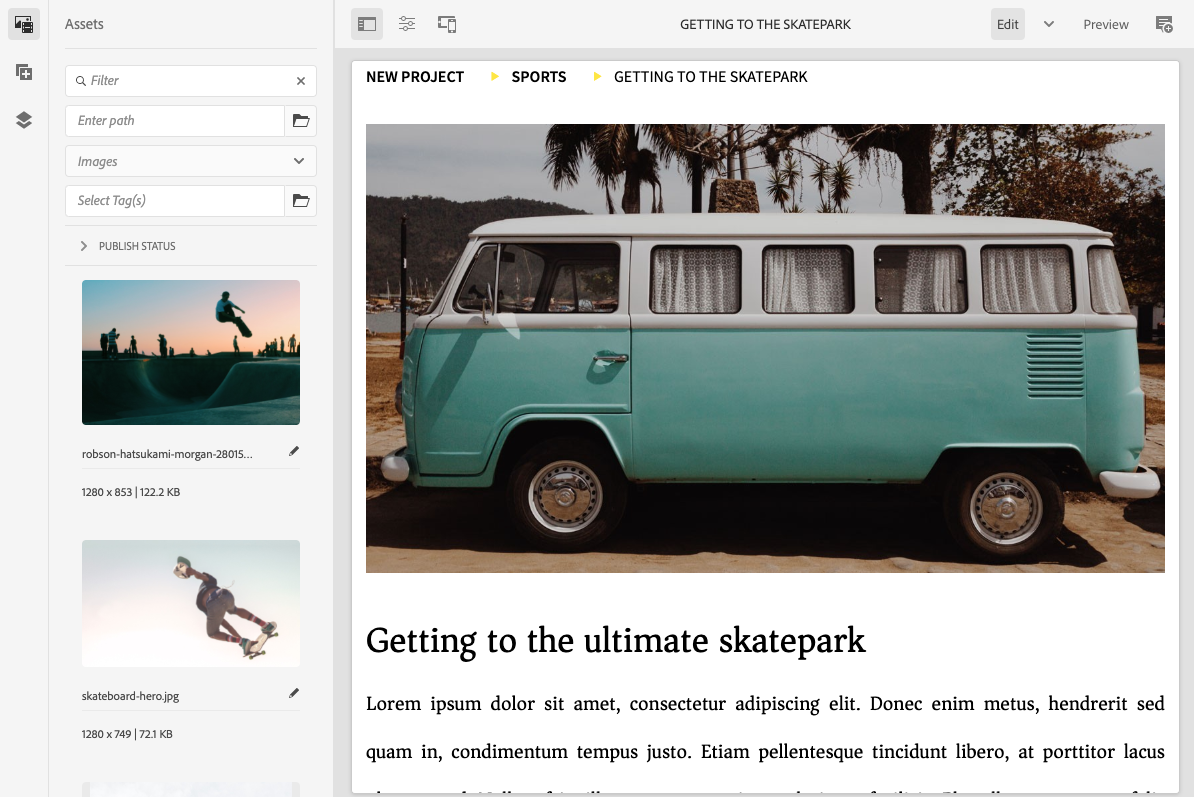 Assets
GETTING TO THE SKATEPARK
Edit
Preview
Filter
Enter path
Images
Select Tag(s)
PUBLISH STATUS
robson-hatsukami-morgan-28015...
1280 x 853 | 122.2 KB
skateboard-hero.jpg
1280 x 749 | 72.1 KB
NEW PROJECT SPORTS GETTING TO THE SKATEPARK
Getting to the ultimate skatepark
Lorem ipsum dolor sit amet, consectetur adipiscing elit. Donec enim metus, hendrerit sed
quam in, condimentum tempus justo. Etiam pellentesque tincidunt libero, at porttitor lacus